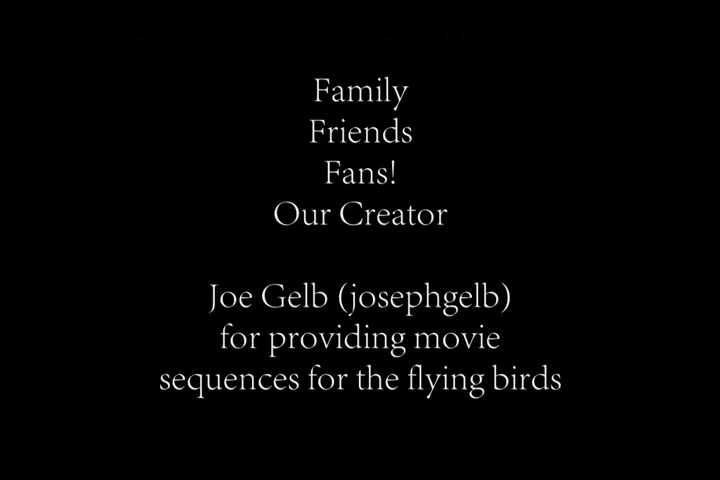 Family
Friends
Fans!
Our Creator
Joe Gelb (josephgelb)
for providing movie
sequences for the flying birds